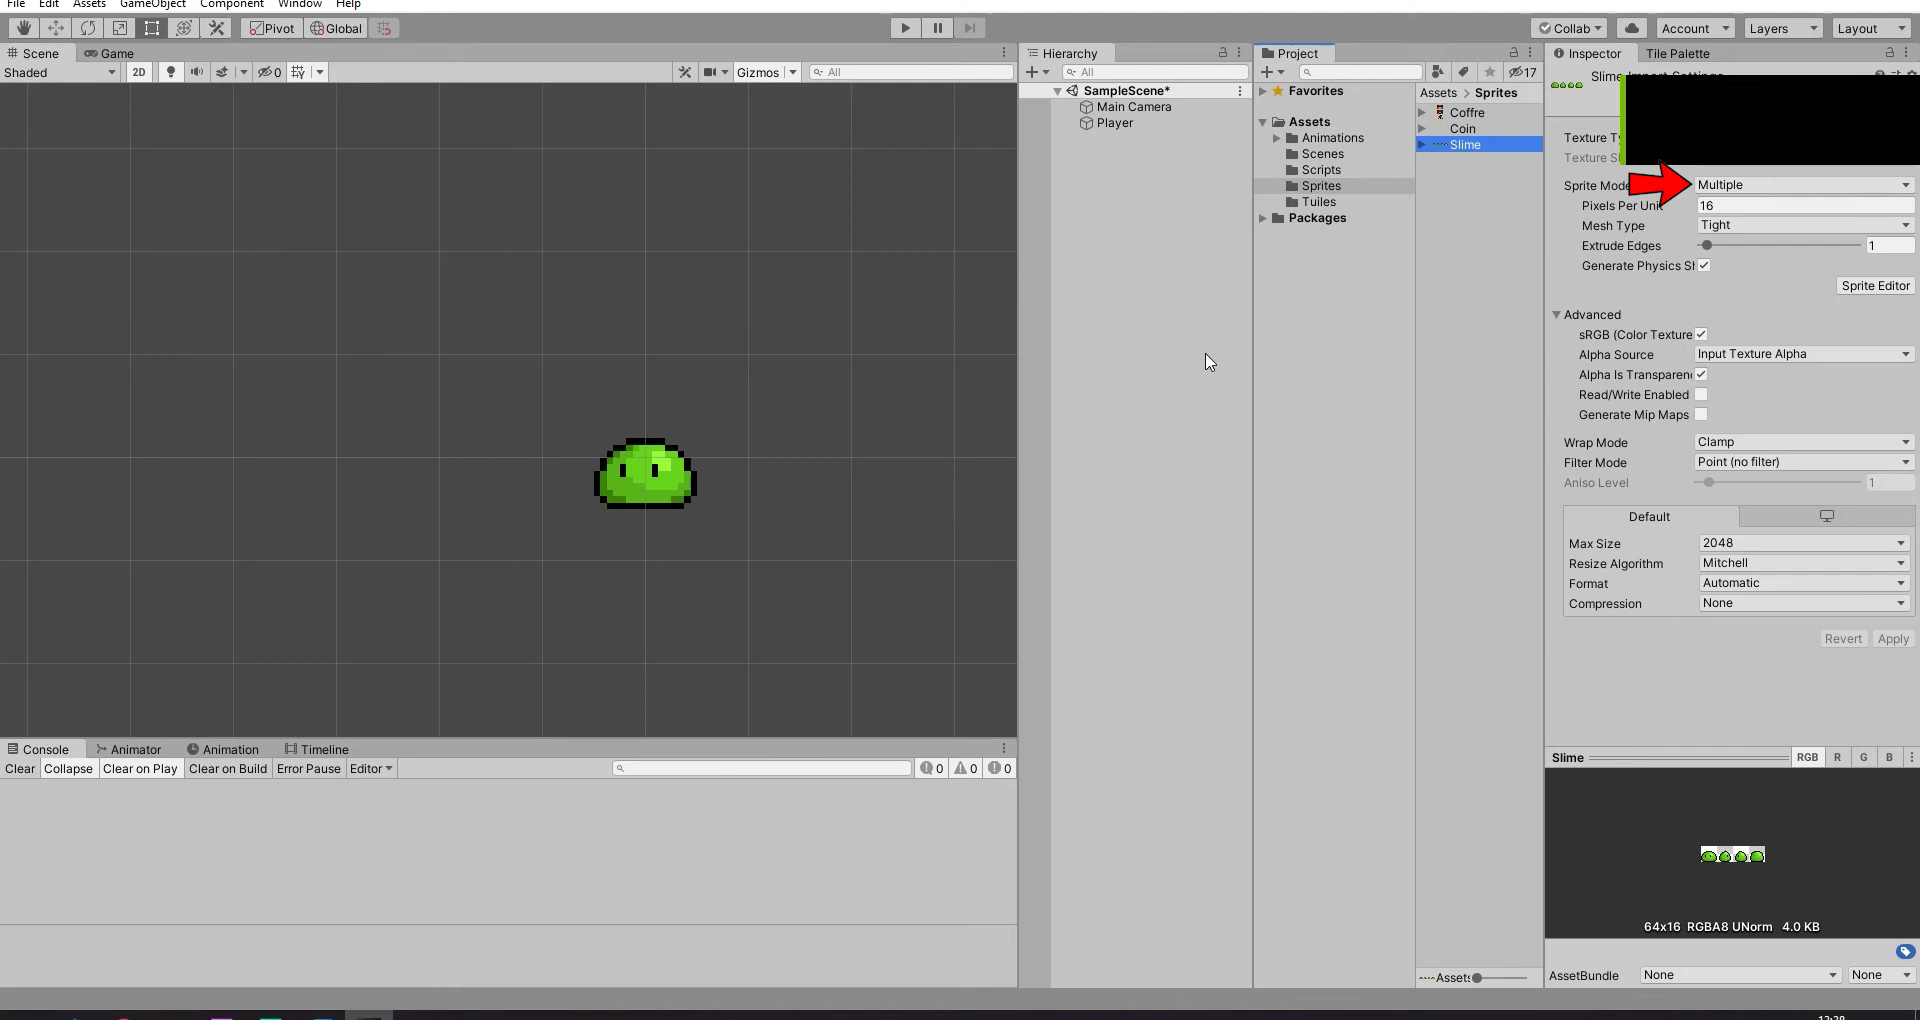 File Edit Assets GameObject Component Window Help
Pivot Global Collab Account Layers Layout
Scene Game
Shaded 2D 0 Gizmos All
Hierarchy
All
SampleScene*
Main Camera
Player
Project
17
Favorites
Assets
Animations
Scenes
Scripts
Sprites
Tuiles
Packages
Assets > Sprites
Coffre
Coin
Slime
Assets
Inspector Tile Palette
Slime Import Settings
Texture Ty
Texture S
Sprite Mode Multiple
Pixels Per Unit 16
Mesh Type Tight
Extrude Edges 1
Generate Physics Sh
Sprite Editor
Advanced
sRGB (Color Texture
Alpha Source Input Texture Alpha
Alpha Is Transparen
Read/Write Enabled
Generate Mip Maps
Wrap Mode Clamp
Filter Mode Point (no filter)
Aniso Level 1
Default
Max Size 2048
Resize Algorithm Mitchell
Format Automatic
Compression None
Revert Apply
Slime RGB R G B
64x16 RGBA8 UNorm 4.0 KB
AssetBundle None None
Console Animator Animation Timeline
Clear Collapse Clear on Play Clear on Build Error Pause Editor 0 0 0